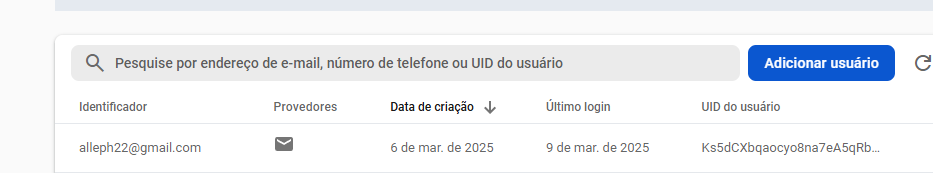 Pesquise por endereço de e-mail, número de telefone ou UID do usuário
Adicionar usuário
Identificador Provedores Data de criação Último login UID do usuário
alleph22@gmail.com 6 de mar. de 2025 9 de mar. de 2025 Ks5dCXbqaocyo8na7eA5qRb...